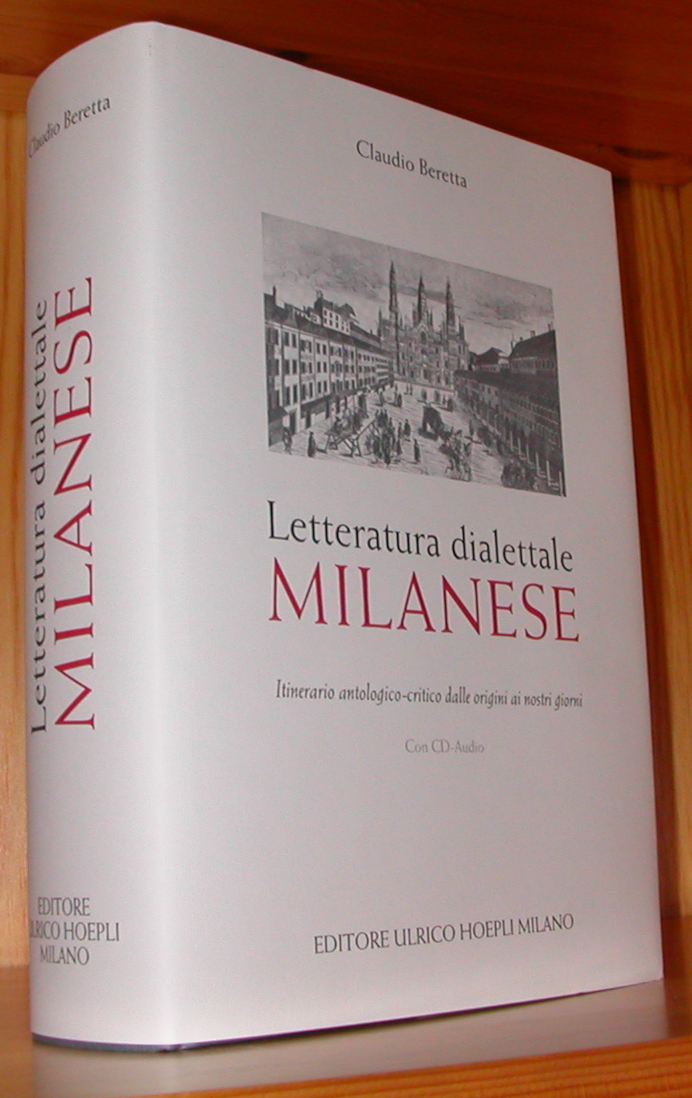 Claudio Beretta
Letteratura dialettale
MILANESE
EDITORE
ULRICO HOEPLI
MILANO
Claudio Beretta
Letteratura dialettale
MILANESE
Itinerario antologico-critico dalle origini ai nostri giorni
Con CD-Audio
EDITORE ULRICO HOEPLI MILANO